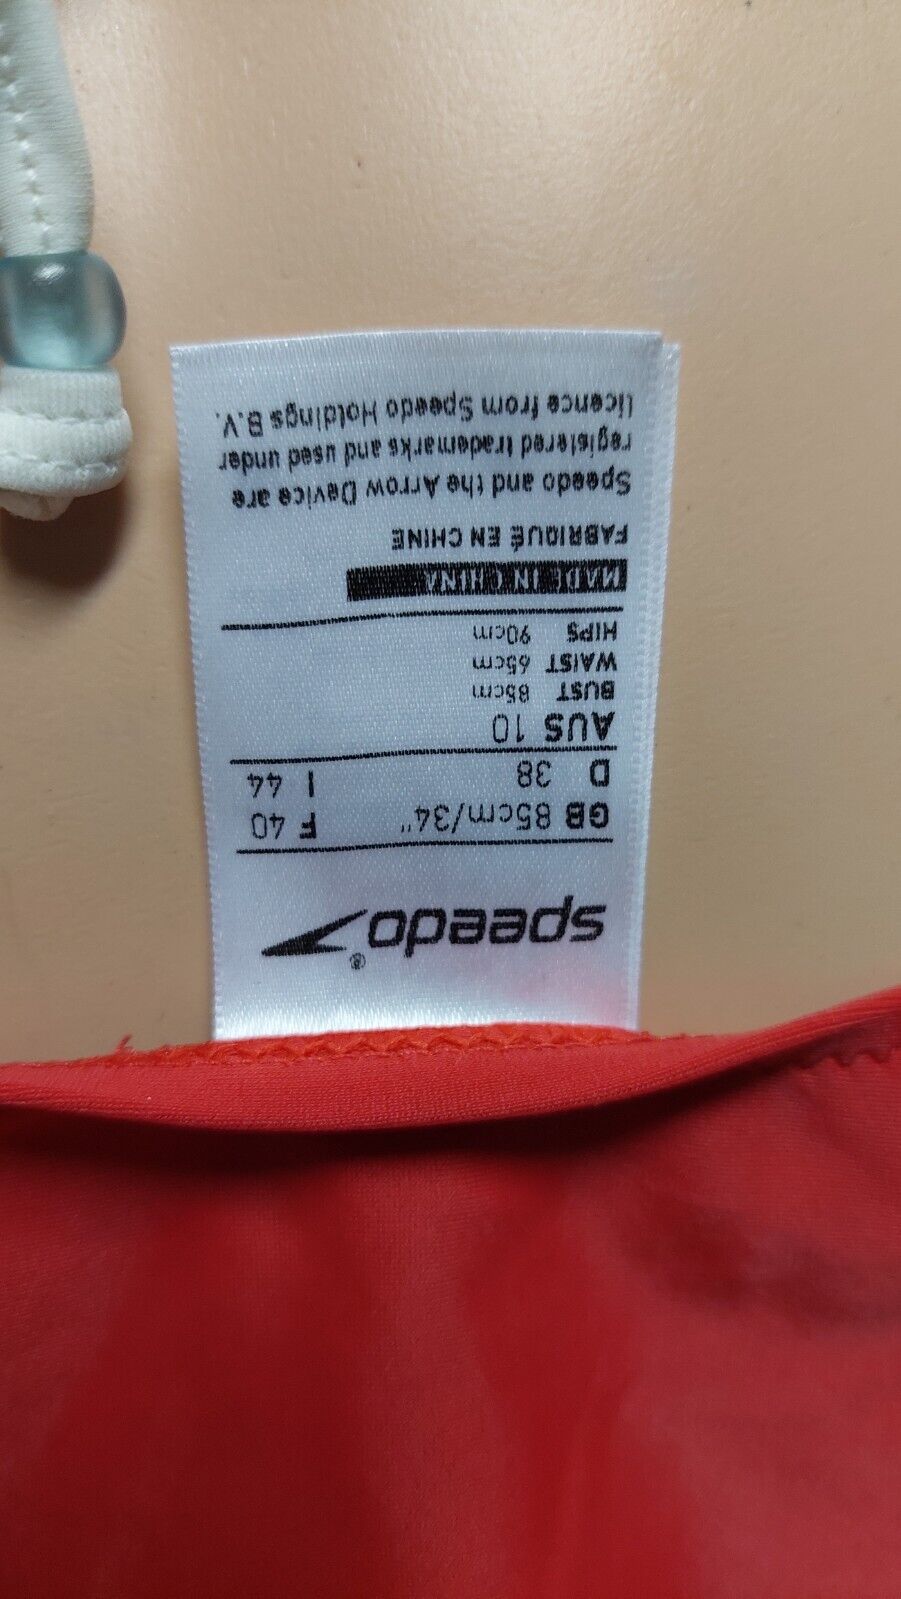 speedo®
GB 85cm/34" F 40
D 38 I 44
AUS 10
BUST 85cm
WAIST 65cm
HIPS 90cm
MADE IN CHINA
FABRIQUÉ EN CHINE
Speedo and the Arrow Device are
registered trademarks and used under
licence from Speedo Holdings B.V.